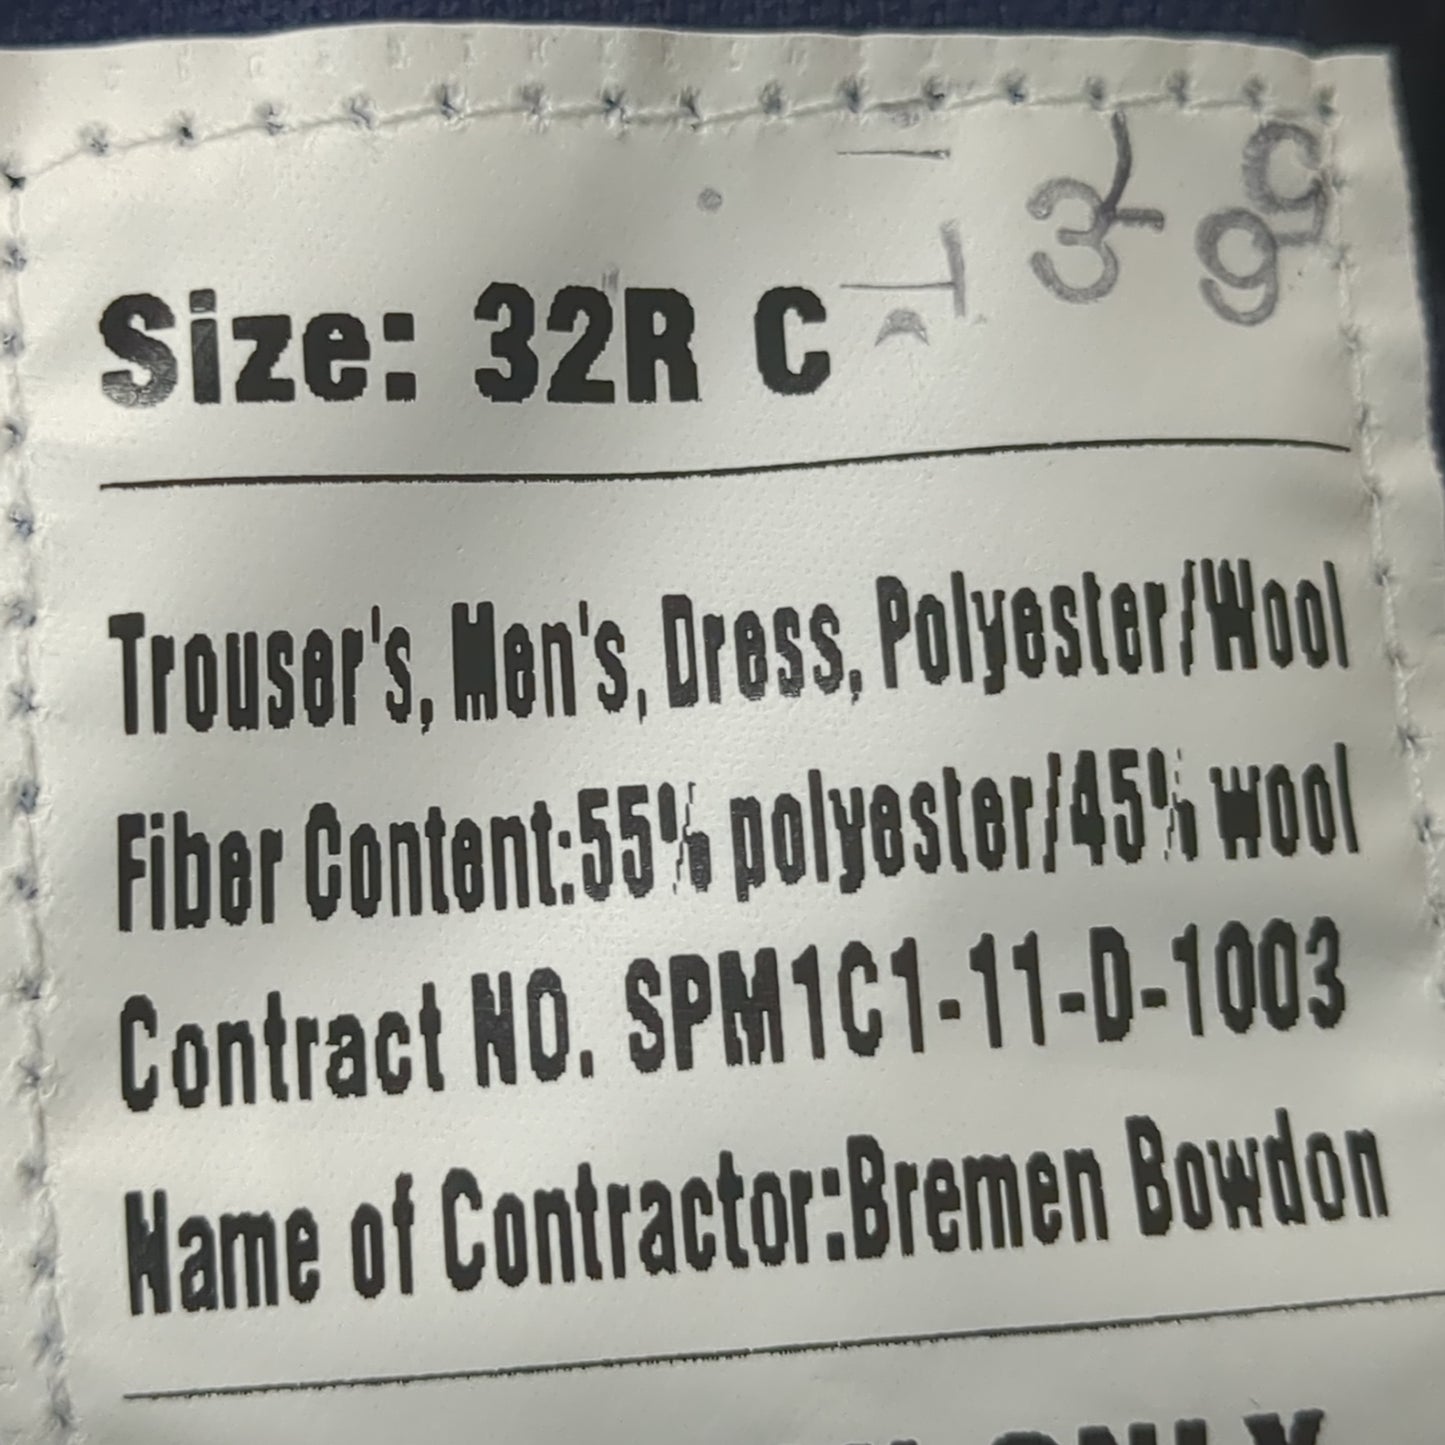 Size: 32R C
Trouser's, Men's, Dress, Polyester/Wool
Fiber Content:55% polyester/45% wool
Contract NO. SPM1C1-11-D-1003
Name of Contractor:Bremen Bowdon
ONLY